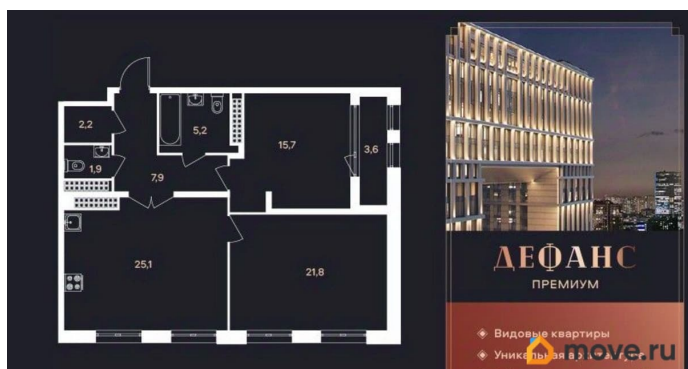 2,2
5,2
15,7
3,6
1,9
7,9
25,1
21,8
ДЕФАНС
ПРЕМИУМ
Видовые квартиры
move.ru